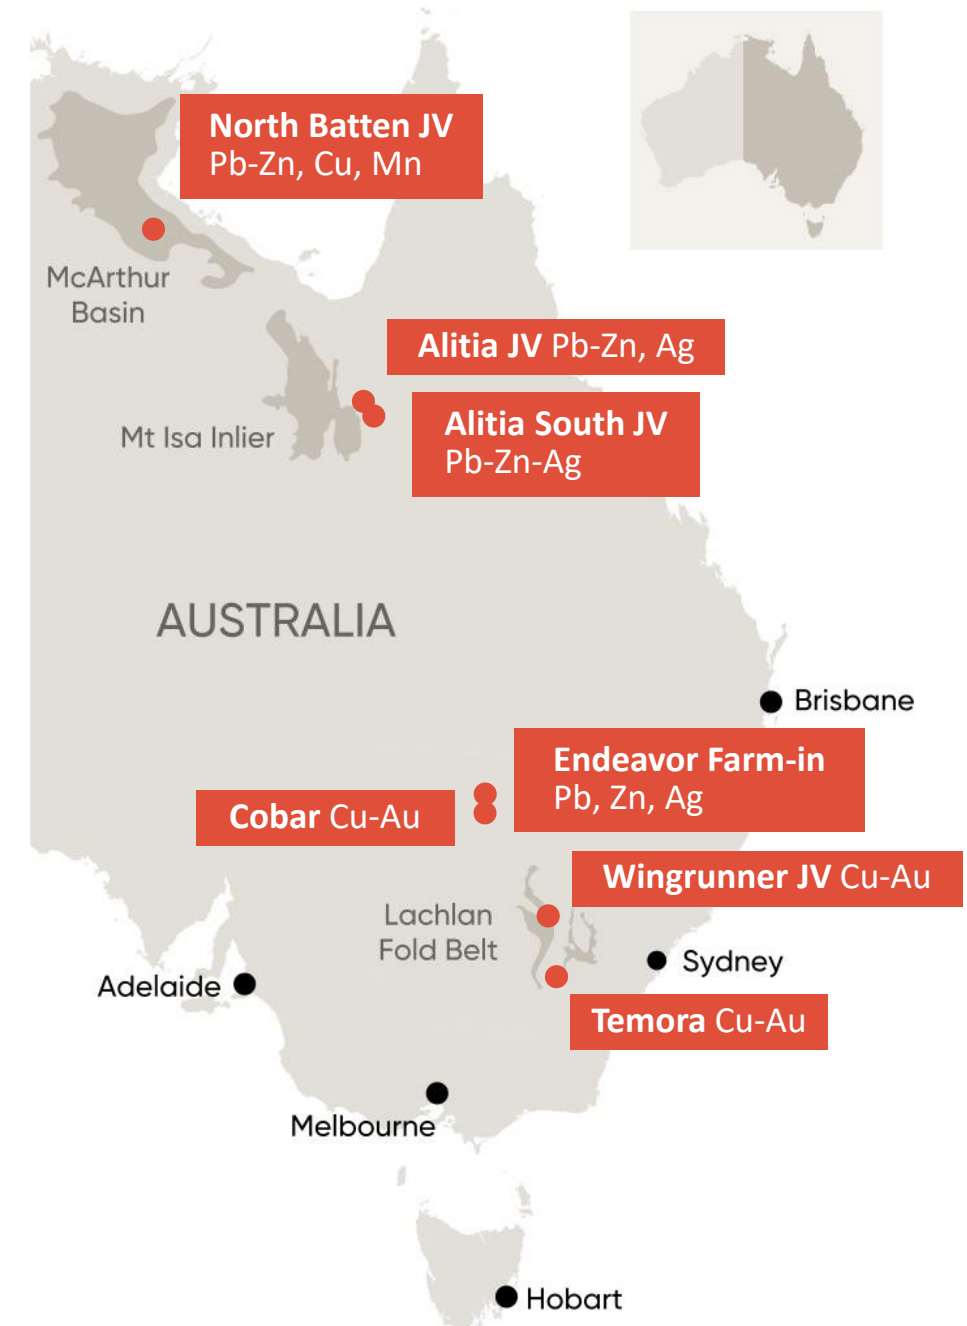 North Batten JV
Pb-Zn, Cu, Mn
McArthur
Basin
Alitia JV Pb-Zn, Ag
Alitia South JV
Pb-Zn-Ag
Mt Isa Inlier
AUSTRALIA
Brisbane
Endeavor Farm-in
Pb, Zn, Ag
Cobar Cu-Au
Wingrunner JV Cu-Au
Lachlan
Fold Belt
Sydney
Adelaide
Temora Cu-Au
Melbourne
Hobart